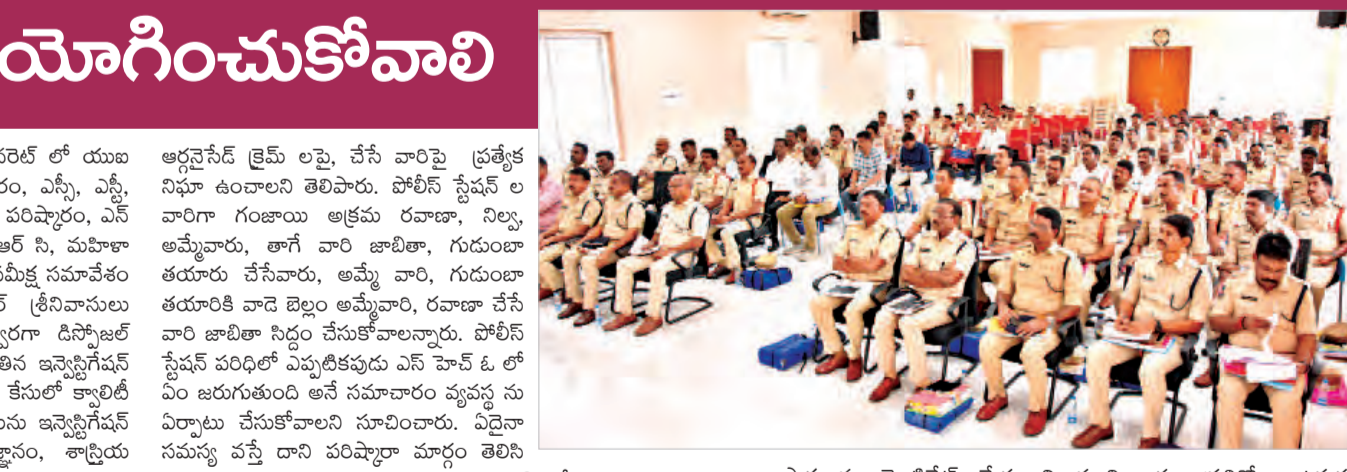 యోగించుకోవాలి
రెట్ లో యుఐ
రం, ఎస్సీ, ఎస్టీ,
పరిష్కారం, ఎన్
ఆర్ సి, మహిళా
సమీక్ష సమావేశం
శ్రీనివాసులు
డిస్పోజల్
ఇన్వెస్టిగేషన్
కేసులో క్వాలిటీ
ఇన్వెస్టిగేషన్
శాస్త్రీయ
ఆర్గనైసేడ్ క్రైమ్ లపై, చేసే వారిపై ప్రత్యేక
నిఘా ఉంచాలని తెలిపారు. పోలీస్ స్టేషన్ ల
వారిగా గంజాయి అక్రమ రవాణా, నిల్వ,
అమ్మేవారు, తాగే వారి జాబితా, గుడుంబా
తయారు చేసేవారు, అమ్మే వారి, గుడుంబా
తయారికి వాడె బెల్లం అమ్మేవారి, రవాణా చేసే
వారి జాబితా సిద్దం చేసుకోవాలన్నారు. పోలీస్
స్టేషన్ పరిధిలో ఎప్పటికపుడు ఎస్ హెచ్ ఓ లో
ఏం జరుగుతుంది అనే సమాచారం వ్యవస్థ ను
ఏర్పాటు చేసుకోవాలని సూచించారు. ఏదైనా
సమస్య వస్తే దాని పరిష్కారా మార్గం తెలిసి